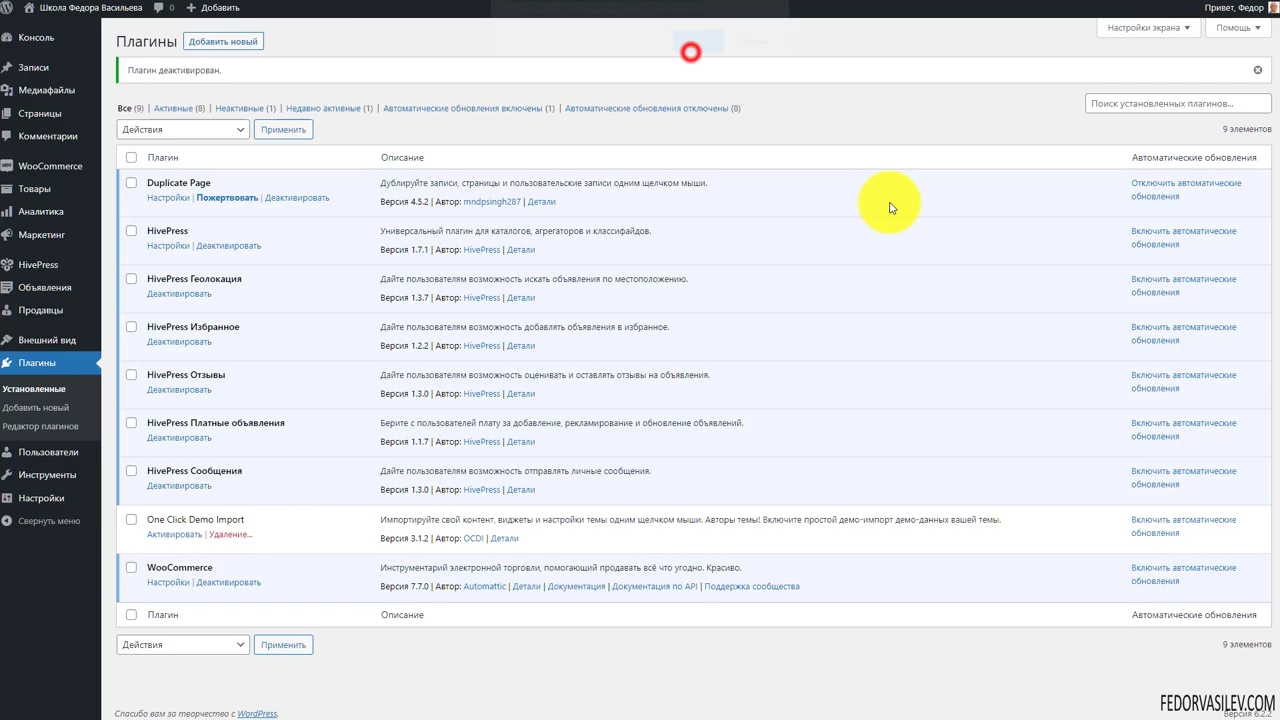 Школа Федора Васильева 0 Добавить Привет, Федор
Консоль
Записи
Медиафайлы
Страницы
Комментарии
WooCommerce
Товары
Аналитика
Маркетинг
HivePress
Объявления
Продавцы
Внешний вид
Плагины
Установленные
Добавить новый
Редактор плагинов
Пользователи
Инструменты
Настройки
Свернуть меню
Настройки экрана Помощь
Плагины Добавить новый
Плагин деактивирован.
Все (9) | Активные (8) | Неактивные (1) | Недавно активные (1) | Автоматические обновления включены (1) | Автоматические обновления отключены (8)
Поиск установленных плагинов...
Действия Применить 9 элементов
Плагин Описание Автоматические обновления
Duplicate Page Дублируйте записи, страницы и пользовательские записи одним щелчком мыши. Отключить автоматические
обновления
Настройки | Пожертвовать | Деактивировать Версия 4.5.2 | Автор: mndpsingh287 | Детали
HivePress Универсальный плагин для каталогов, агрегаторов и классифайдов. Включить автоматические
обновления
Настройки | Деактивировать Версия 1.7.1 | Автор: HivePress | Детали
HivePress Геолокация Дайте пользователям возможность искать объявления по местоположению. Включить автоматические
обновления
Деактивировать Версия 1.3.7 | Автор: HivePress | Детали
HivePress Избранное Дайте пользователям возможность добавлять объявления в избранное. Включить автоматические
обновления
Деактивировать Версия 1.2.2 | Автор: HivePress | Детали
HivePress Отзывы Дайте пользователям возможность оценивать и оставлять отзывы на объявления. Включить автоматические
обновления
Деактивировать Версия 1.3.0 | Автор: HivePress | Детали
HivePress Платные объявления Берите с пользователей плату за добавление, рекламирование и обновление объявлений. Включить автоматические
обновления
Деактивировать Версия 1.1.7 | Автор: HivePress | Детали
HivePress Сообщения Дайте пользователям возможность отправлять личные сообщения. Включить автоматические
обновления
Деактивировать Версия 1.3.0 | Автор: HivePress | Детали
One Click Demo Import Импортируйте свой контент, виджеты и настройки темы одним щелчком мыши. Авторы темы! Включите простой демо-импорт демо-данных вашей темы. Включить автоматические
обновления
Активировать | Удаление... Версия 3.1.2 | Автор: OCDI | Детали
WooCommerce Инструментарий электронной торговли, помогающий продавать всё что угодно. Красиво. Включить автоматические
обновления
Настройки | Деактивировать Версия 7.7.0 | Автор: Automattic | Детали | Документация | Документация по API | Поддержка сообщества
Плагин Описание Автоматические обновления
Действия Применить 9 элементов
Спасибо вам за творчество с WordPress. Версия 6.2.2
FEDORVASILEV.COM